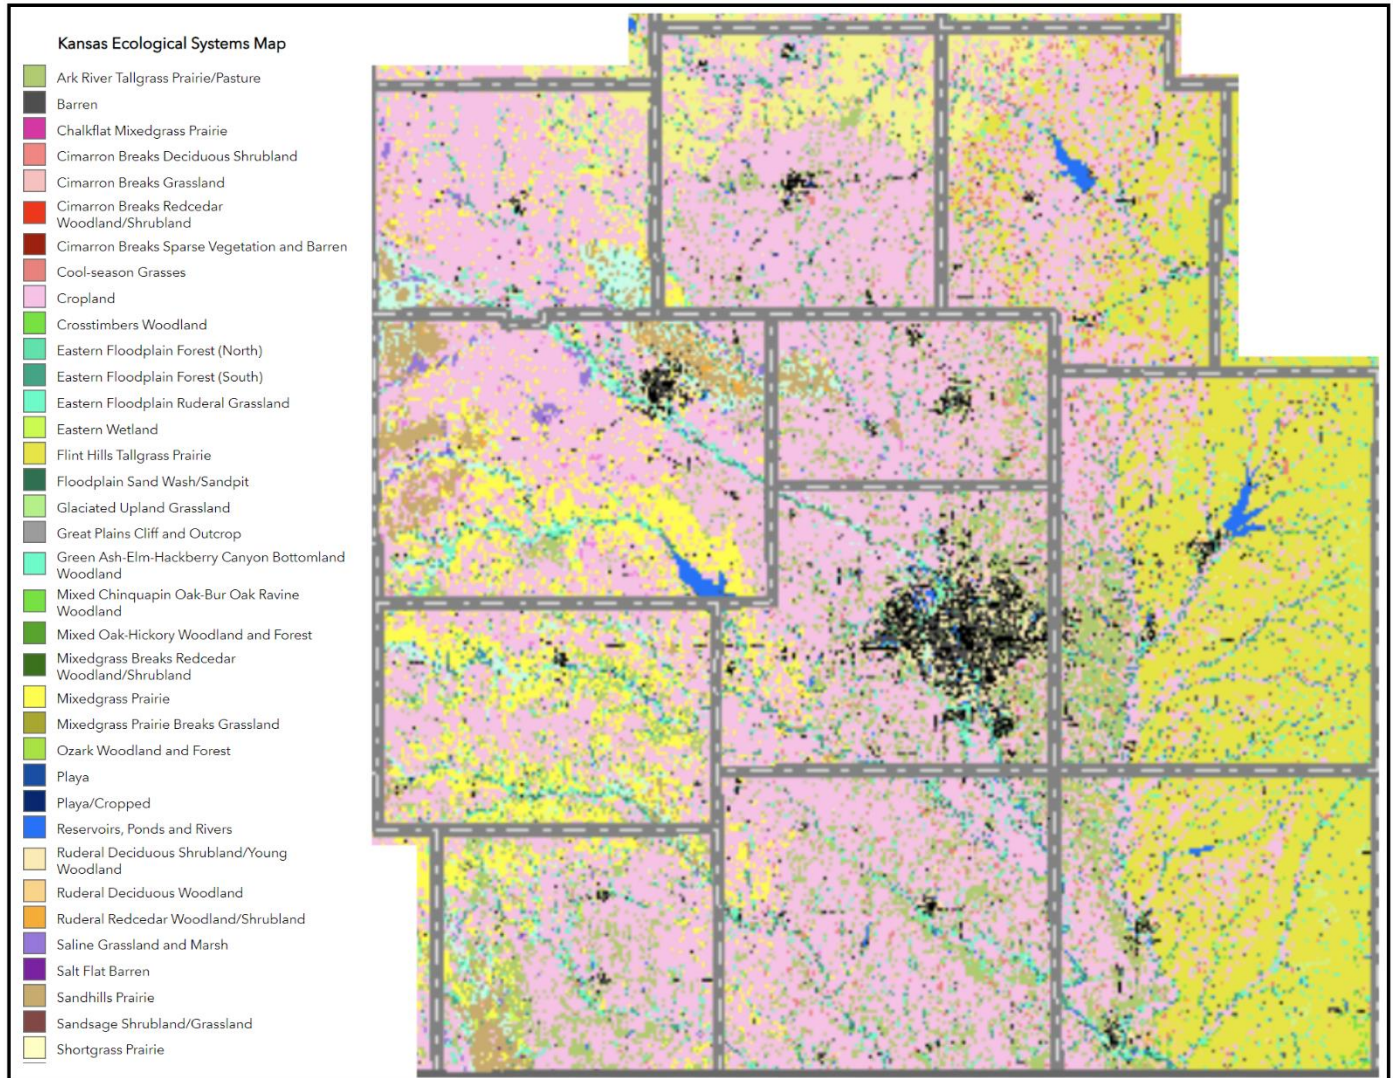 Kansas Ecological Systems Map
Ark River Tallgrass Prairie/Pasture
Barren
Chalkflat Mixedgrass Prairie
Cimarron Breaks Deciduous Shrubland
Cimarron Breaks Grassland
Cimarron Breaks Redcedar
Woodland/Shrubland
Cimarron Breaks Sparse Vegetation and Barren
Cool-season Grasses
Cropland
Crosstimbers Woodland
Eastern Floodplain Forest (North)
Eastern Floodplain Forest (South)
Eastern Floodplain Ruderal Grassland
Eastern Wetland
Flint Hills Tallgrass Prairie
Floodplain Sand Wash/Sandpit
Glaciated Upland Grassland
Great Plains Cliff and Outcrop
Green Ash-Elm-Hackberry Canyon Bottomland
Woodland
Mixed Chinquapin Oak-Bur Oak Ravine
Woodland
Mixed Oak-Hickory Woodland and Forest
Mixedgrass Breaks Redcedar
Woodland/Shrubland
Mixedgrass Prairie
Mixedgrass Prairie Breaks Grassland
Ozark Woodland and Forest
Playa
Playa/Cropped
Reservoirs, Ponds and Rivers
Ruderal Deciduous Shrubland/Young
Woodland
Ruderal Deciduous Woodland
Ruderal Redcedar Woodland/Shrubland
Saline Grassland and Marsh
Salt Flat Barren
Sandhills Prairie
Sandsage Shrubland/Grassland
Shortgrass Prairie